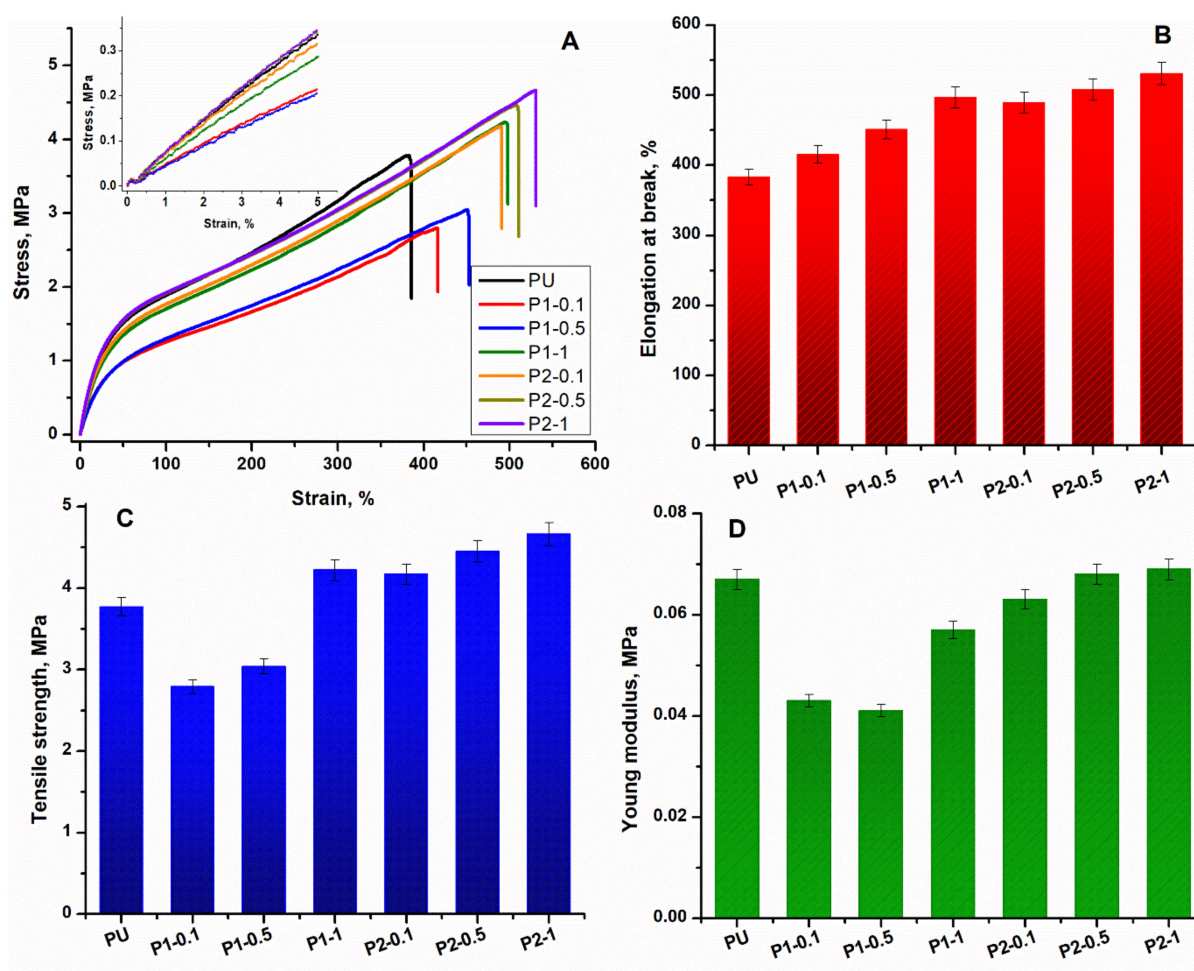 A
Stress, MPa
5
4
3
2
1
0
0 100 200 300 400 500 600
Strain, %
Stress, MPa
0.3
0.2
0.1
0.0
0 1 2 3 4 5
Strain, %
PU
P1-0.1
P1-0.5
P1-1
P2-0.1
P2-0.5
P2-1
B
Elongation at break, %
600
500
400
300
200
100
0
PU P1-0.1 P1-0.5 P1-1 P2-0.1 P2-0.5 P2-1
C
Tensile strength, MPa
5
4
3
2
1
0
PU P1-0.1 P1-0.5 P1-1 P2-0.1 P2-0.5 P2-1
D
Young modulus, MPa
0.08
0.06
0.04
0.02
0.00
PU P1-0.1 P1-0.5 P1-1 P2-0.1 P2-0.5 P2-1